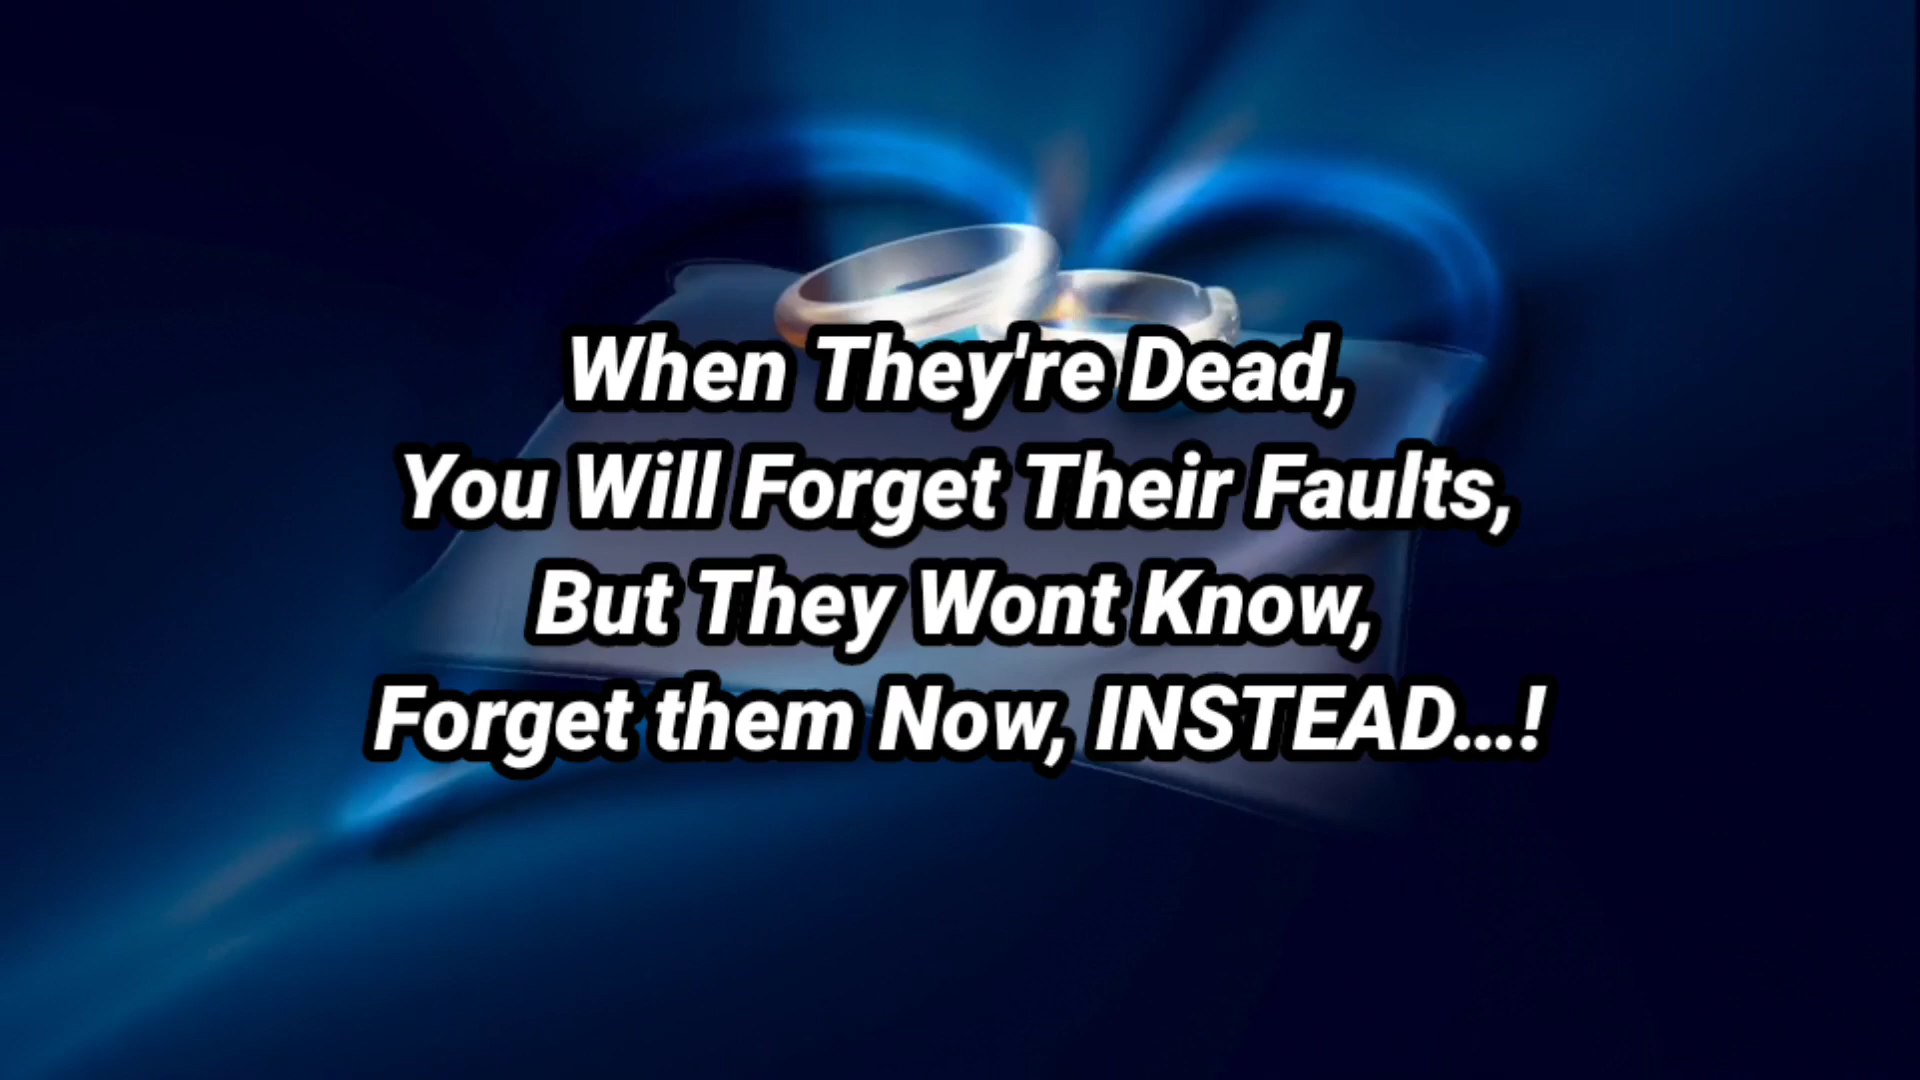 When They're Dead,
You Will Forget Their Faults,
But They Wont Know,
Forget them Now, INSTEAD...!